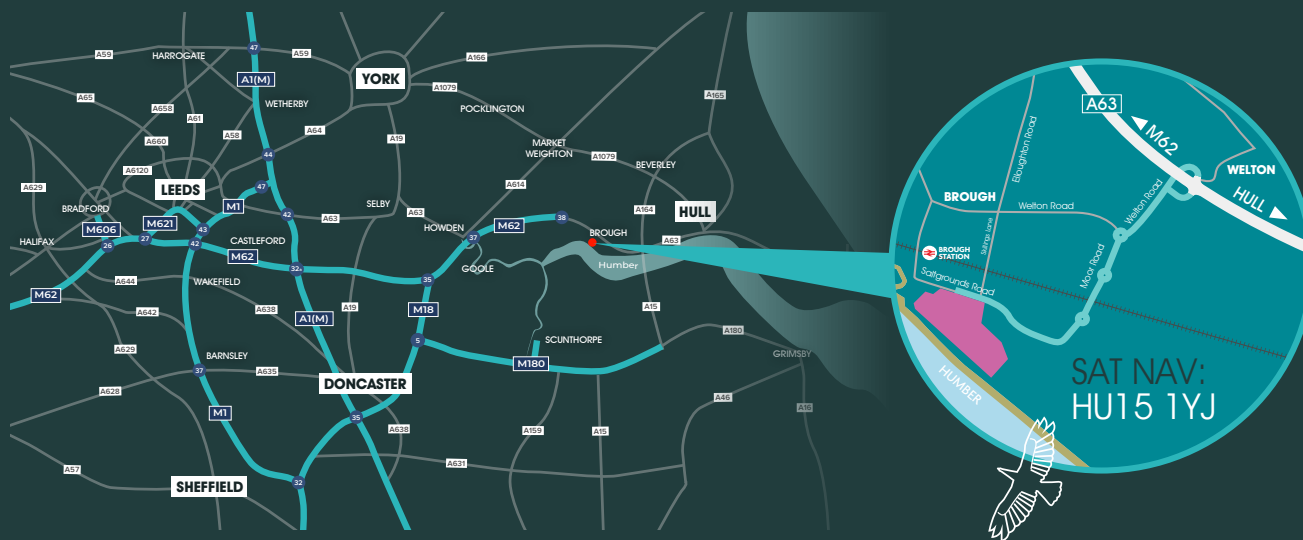 A59
HARROGATE
47
A59
A1(M)
YORK
A166
A1079
A65
A658
A61
WETHERBY
A165
POCKLINGTON
A660
A58
A64
A19
MARKET
WEIGHTON
A1079
BEVERLEY
44
A6120
A629
LEEDS
47
A614
BRADFORD
M1
SELBY
A63
A164
HULL
M606
M621
42
A63
HOWDEN
M62
38
43
HALIFAX
26
27
42
CASTLEFORD
M62
37
BROUGH
A63
Humber
GOOLE
32
A644
WAKEFIELD
35
M62
A642
A638
A1(M)
A19
M18
A15
A180
5
SCUNTHORPE
A629
BARNSLEY
M180
GRIMSBY
37
A635
DONCASTER
A628
A46
A16
M1
35
A638
A159
A15
A57
A631
SHEFFIELD
32
A63
M62
Elloughton Road
WELTON
BROUGH
Welton Road
Welton Road
HULL
BROUGH
STATION
Moor Road
Saltgrounds Road
HUMBER
SAT NAV:
HU15 1YJ